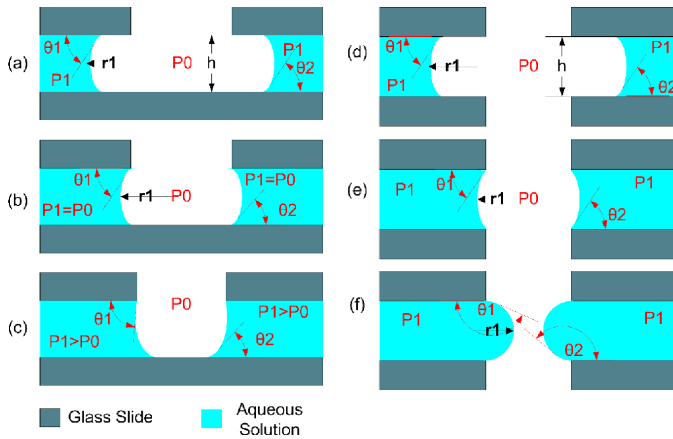 (a)
θ1
P1
r1
P0
h
P1
θ2
(b)
θ1
P1=P0
r1
P0
P1=P0
θ2
(c)
P0
θ1
P1>P0
P1>P0
θ2
(d)
θ1
P1
r1
P0
h
P1
θ2
(e)
P1
θ1
r1
P0
P1
θ2
(f)
P1
θ1
r1
θ2
P1
Glass Slide
Aqueous
Solution